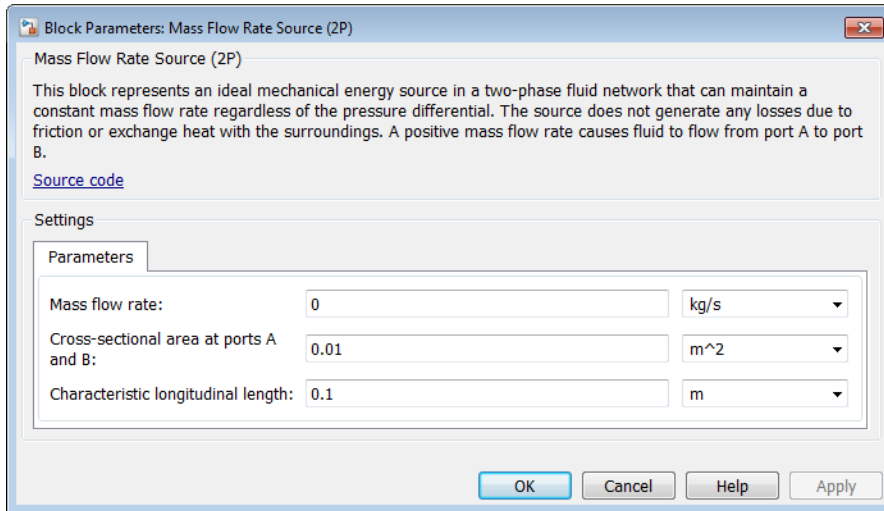 Block Parameters: Mass Flow Rate Source (2P)
Mass Flow Rate Source (2P)
This block represents an ideal mechanical energy source in a two-phase fluid network that can maintain a
constant mass flow rate regardless of the pressure differential. The source does not generate any losses due to
friction or exchange heat with the surroundings. A positive mass flow rate causes fluid to flow from port A to port
B.
Source code
Settings
Parameters
Mass flow rate: 0 kg/s
Cross-sectional area at ports A
and B: 0.01 m^2
Characteristic longitudinal length: 0.1 m
OK Cancel Help Apply